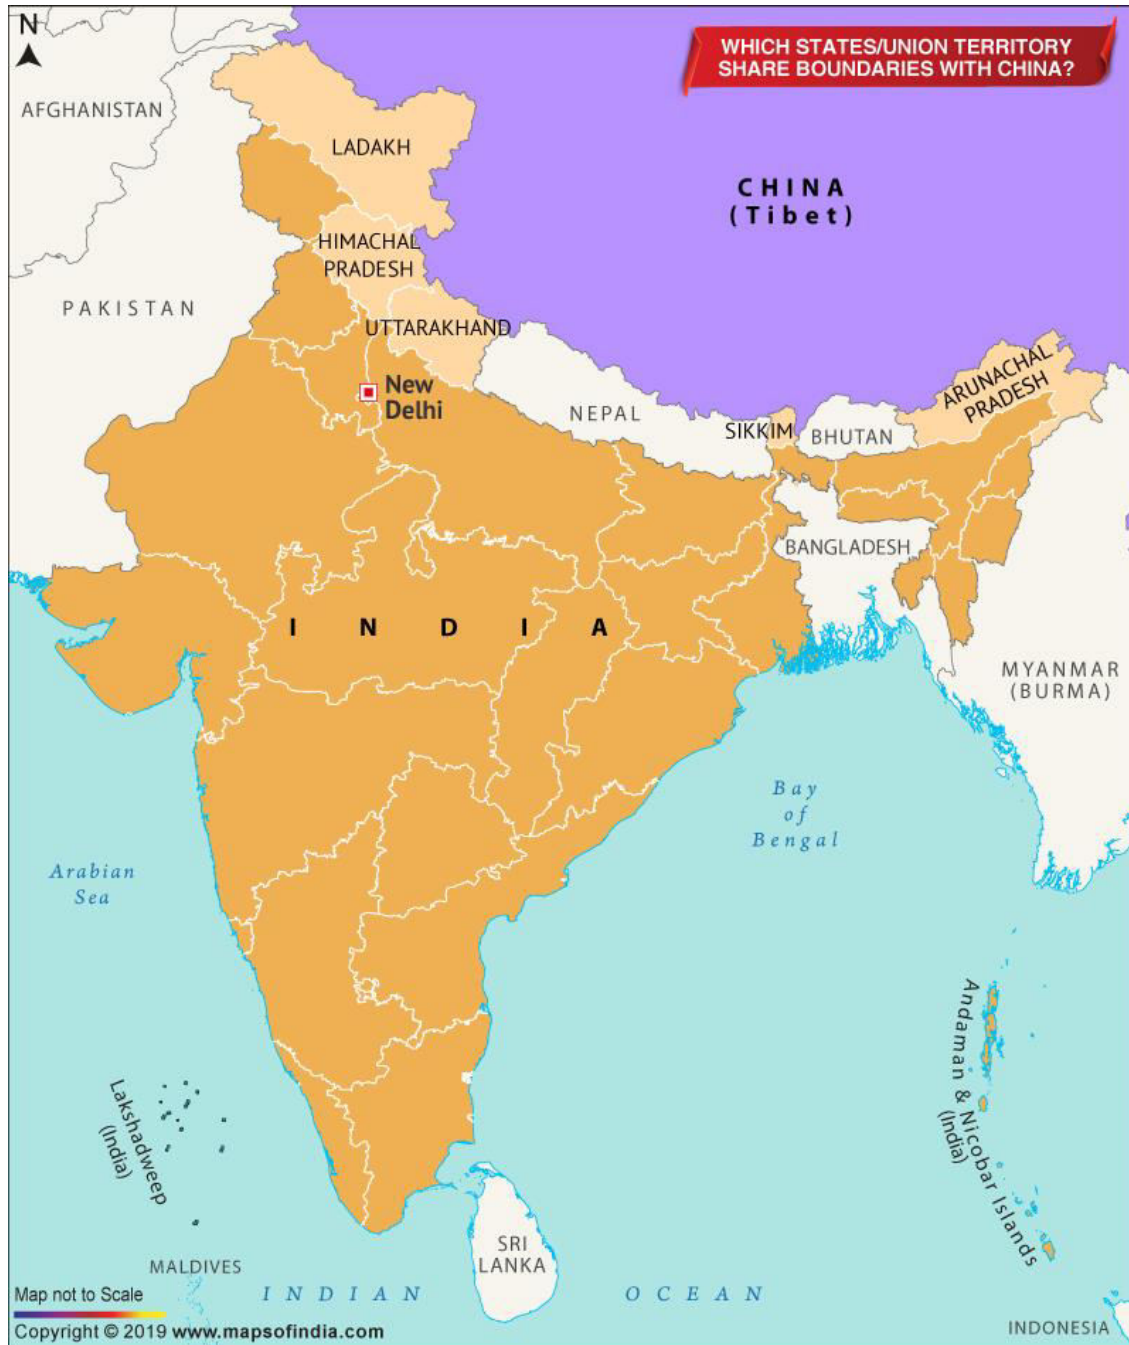 N
WHICH STATES/UNION TERRITORY
SHARE BOUNDARIES WITH CHINA?
AFGHANISTAN
LADAKH
CHINA
(Tibet)
HIMACHAL
PRADESH
PAKISTAN
UTTARAKHAND
ARUNACHAL
PRADESH
New
Delhi
NEPAL
SIKKIM
BHUTAN
BANGLADESH
INDIA
MYANMAR
(BURMA)
Bay
of
Bengal
Arabian
Sea
Andaman & Nicobar Islands
(India)
Lakshadweep
(India)
SRI
LANKA
MALDIVES
INDIAN OCEAN
Map not to Scale
Copyright © 2019 www.mapsofindia.com
INDONESIA